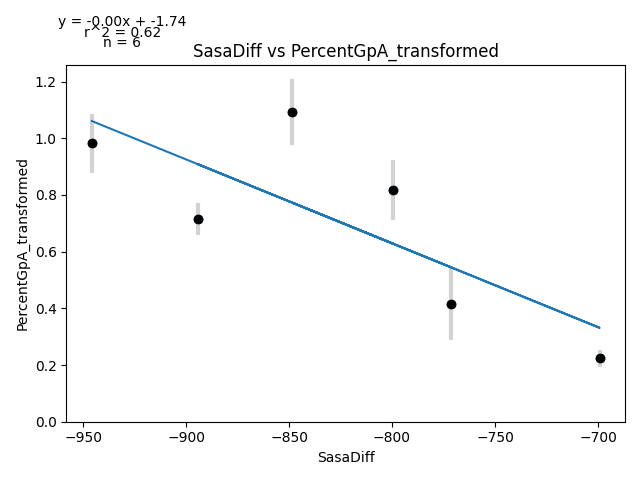 y = -0.00x + -1.74
r^2 = 0.62
n = 6
SasaDiff vs PercentGpA_transformed
PercentGpA_transformed
1.2
1.0
0.8
0.6
0.4
0.2
0.0
−950
−900
−850
−800
−750
−700
SasaDiff